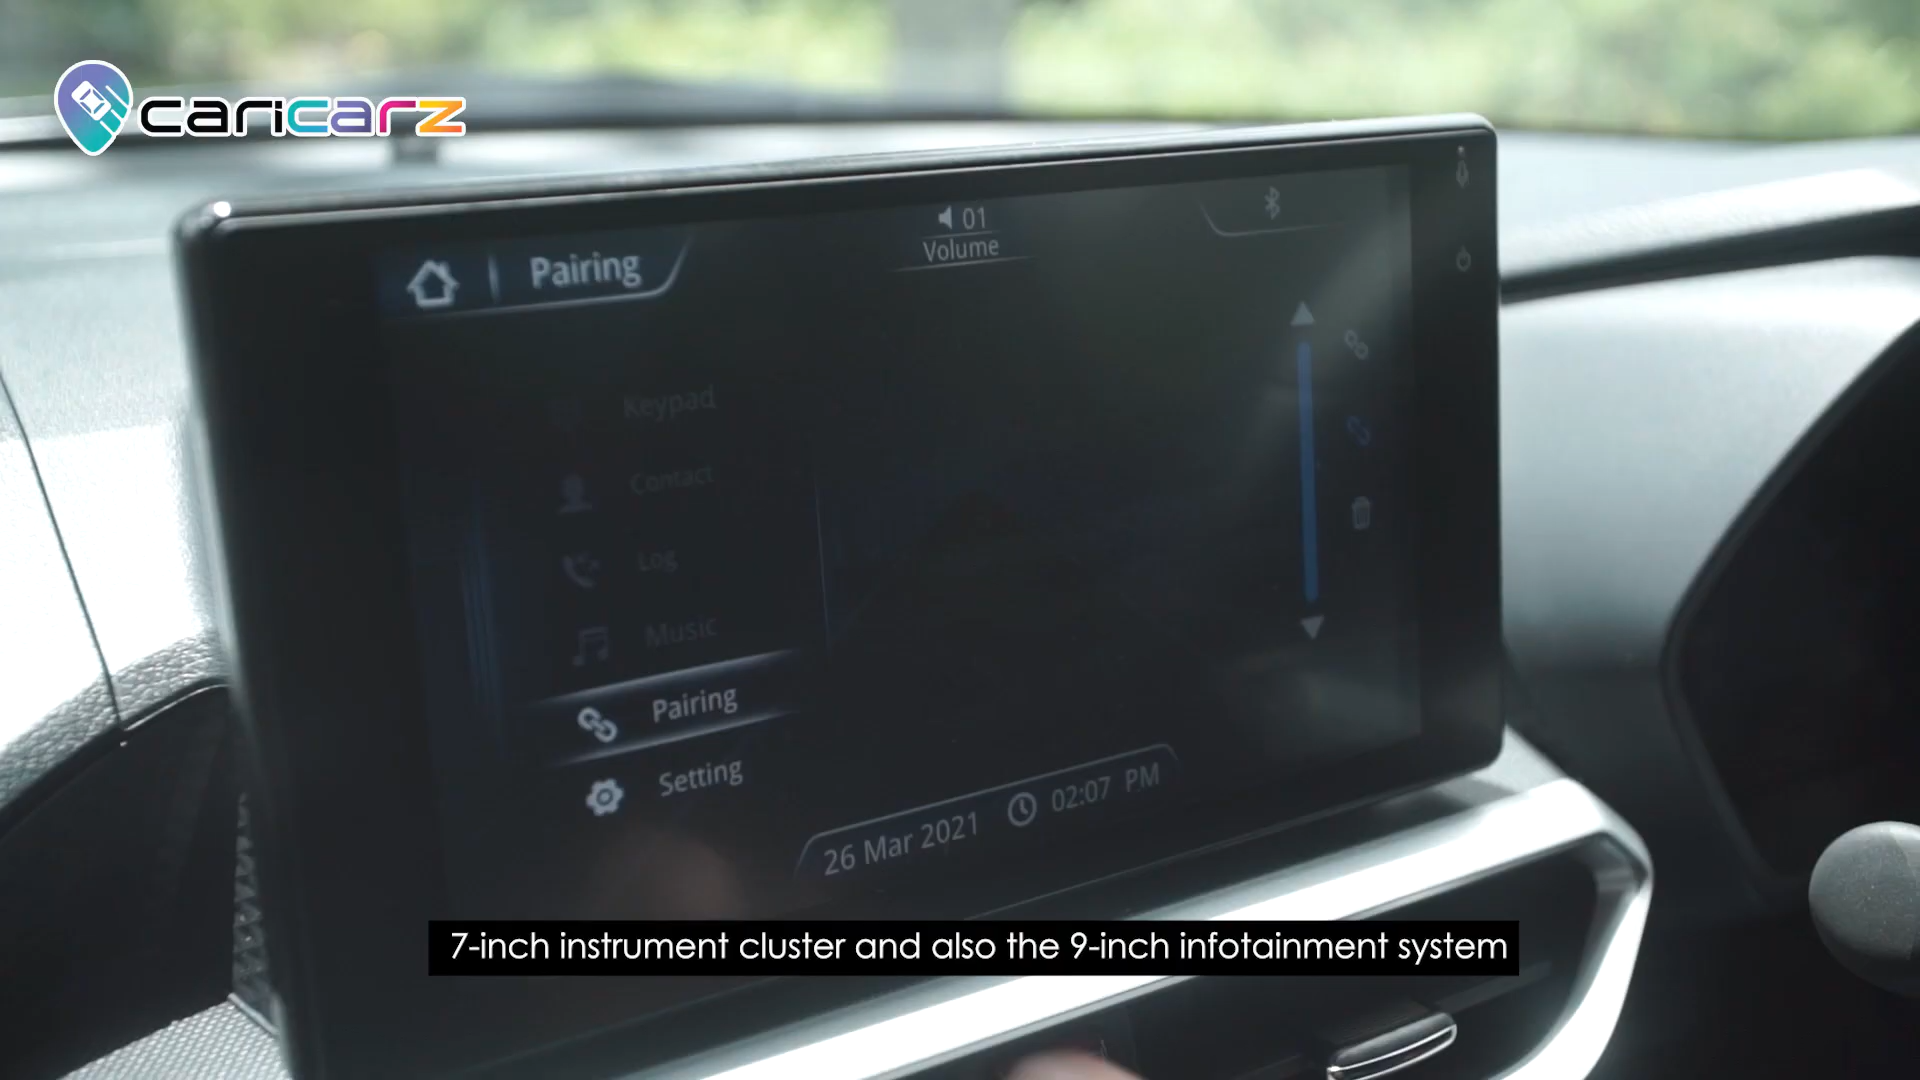 caricarz
01
Volume
Pairing
Keypad
Contact
Log
Music
Pairing
Setting
26 Mar 2021 02:07 PM
7-inch instrument cluster and also the 9-inch infotainment system